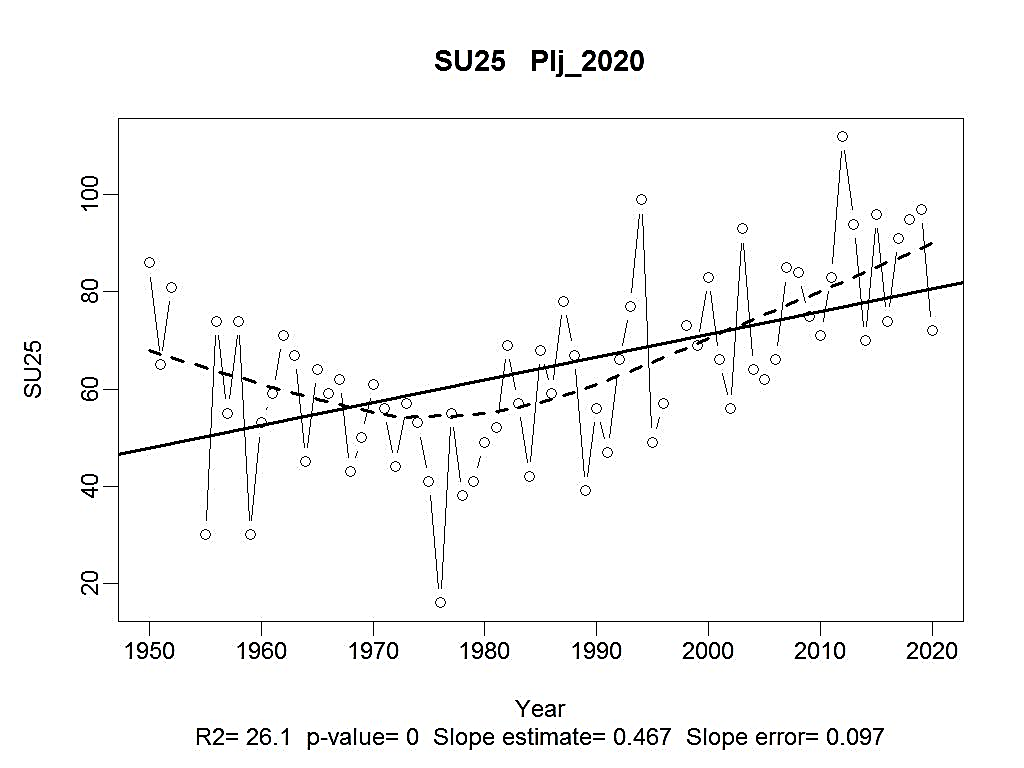 SU25 Plj_2020
SU25
100
80
60
40
20
1950 1960 1970 1980 1990 2000 2010 2020
Year
R2= 26.1 p-value= 0 Slope estimate= 0.467 Slope error= 0.097